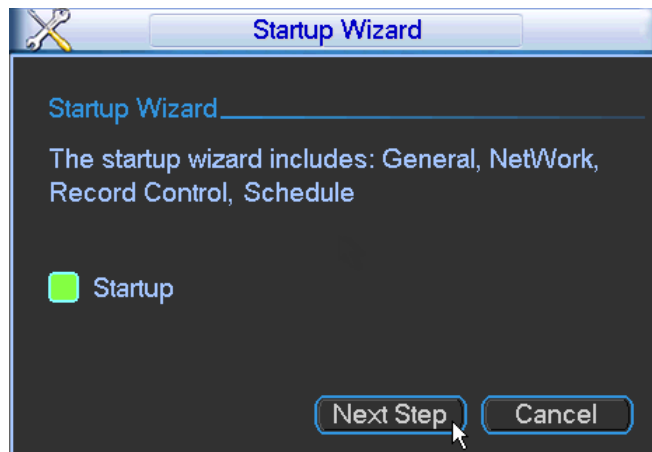 Startup Wizard
Startup Wizard
The startup wizard includes: General, NetWork,
Record Control, Schedule
Startup
Next Step Cancel